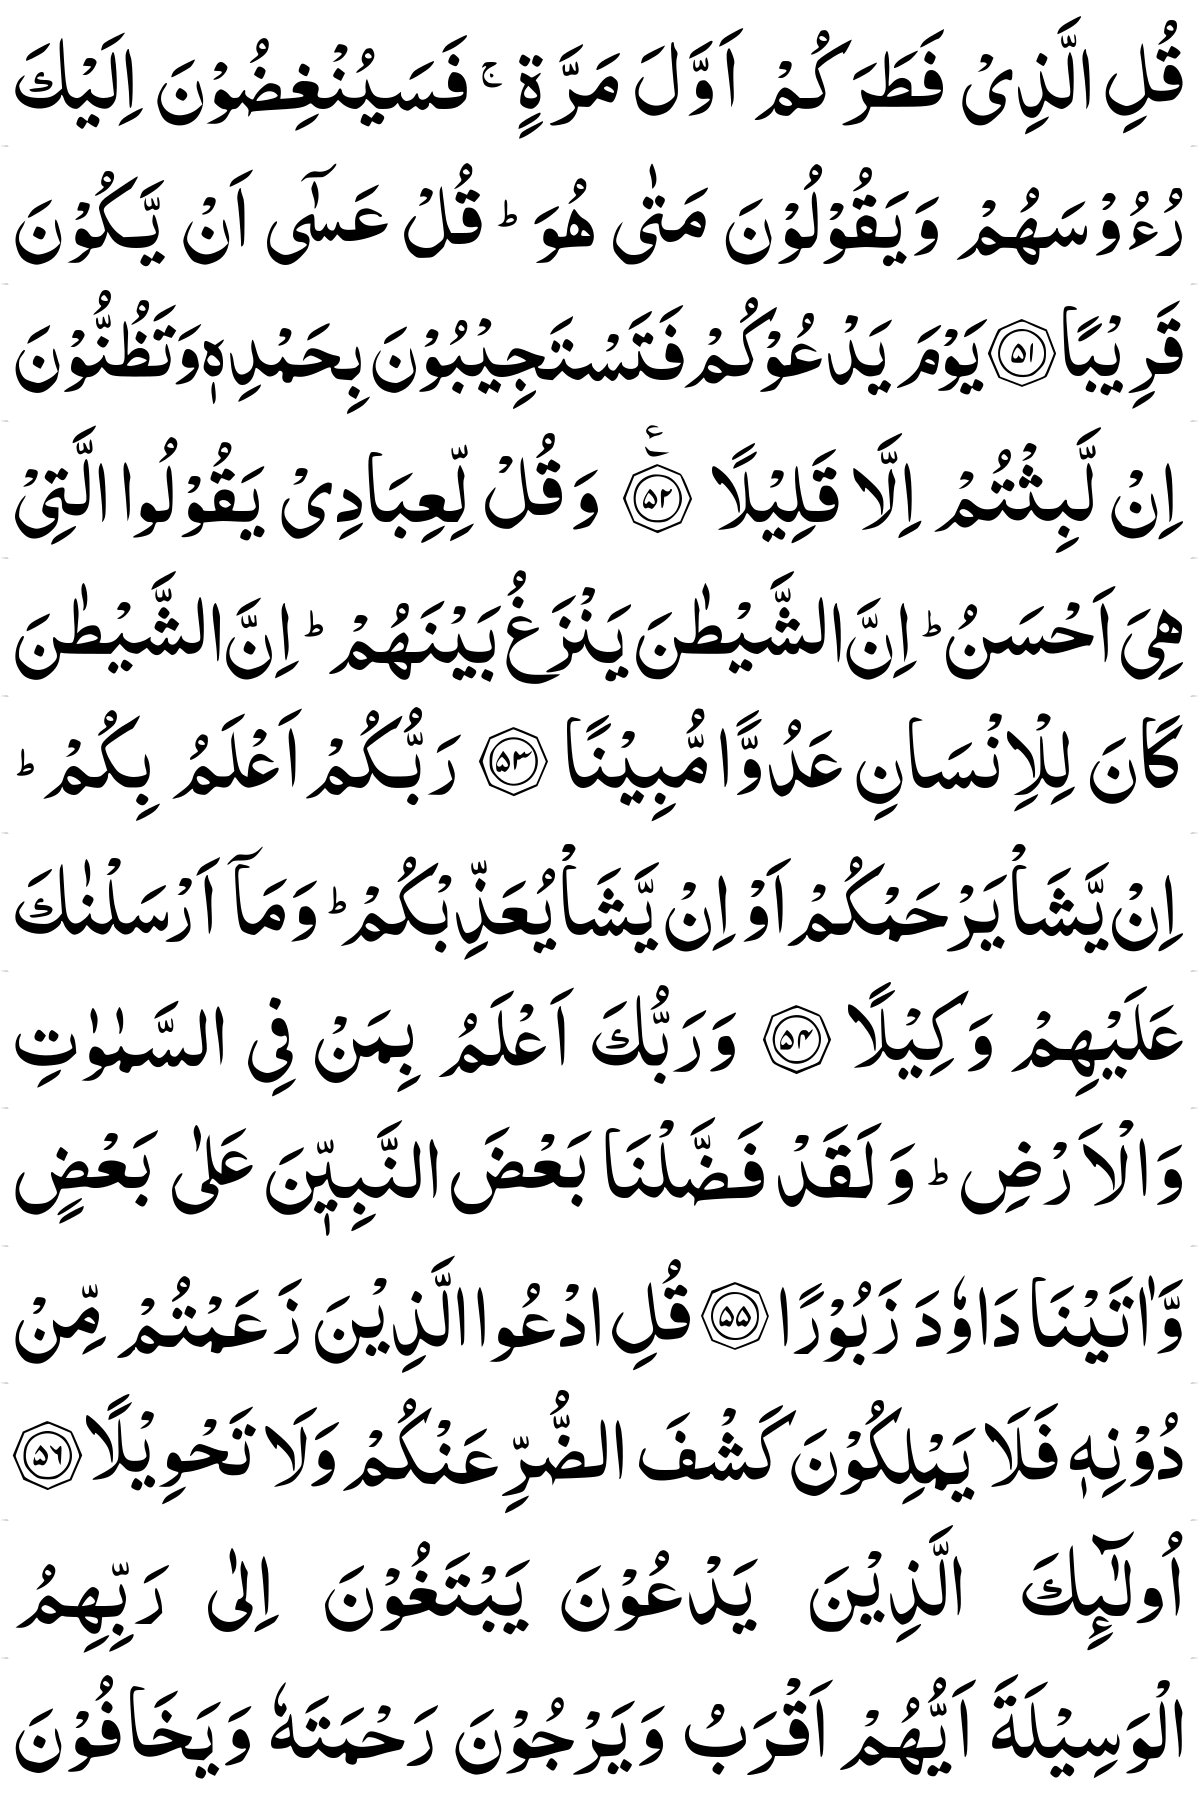 قُلِ الَّذِیْ فَطَرَكُمْ اَوَّلَ مَرَّةٍ ۚ فَسَیُنْغِضُوْنَ اِلَیْكَ
رُءُوْسَهُمْ وَ یَقُوْلُوْنَ مَتٰی هُوَ ؕ قُلْ عَسٰۤی اَنْ یَّكُوْنَ
قَرِیْبًا ﴿۵۱﴾ یَوْمَ یَدْعُوْكُمْ فَتَسْتَجِیْبُوْنَ بِحَمْدِهٖ وَ تَظُنُّوْنَ
اِنْ لَّبِثْتُمْ اِلَّا قَلِیْلًا ﴿۵۲﴾ ࣖ وَ قُلْ لِّعِبَادِیْ یَقُوْلُوا الَّتِیْ
هِیَ اَحْسَنُ ؕ اِنَّ الشَّیْطٰنَ یَنْزَغُ بَیْنَهُمْ ؕ اِنَّ الشَّیْطٰنَ
كَانَ لِلْاِنْسَانِ عَدُوًّا مُّبِیْنًا ﴿۵۳﴾ رَبُّكُمْ اَعْلَمُ بِكُمْ ؕ
اِنْ یَّشَاْ یَرْحَمْكُمْ اَوْ اِنْ یَّشَاْ یُعَذِّبْكُمْ ؕ وَ مَاۤ اَرْسَلْنٰكَ
عَلَیْهِمْ وَكِیْلًا ﴿۵۴﴾ وَ رَبُّكَ اَعْلَمُ بِمَنْ فِی السَّمٰوٰتِ
وَ الْاَرْضِ ؕ وَ لَقَدْ فَضَّلْنَا بَعْضَ النَّبِیّٖنَ عَلٰی بَعْضٍ
وَّ اٰتَیْنَا دَاوٗدَ زَبُوْرًا ﴿۵۵﴾ قُلِ ادْعُوا الَّذِیْنَ زَعَمْتُمْ مِّنْ
دُوْنِهٖ فَلَا یَمْلِكُوْنَ كَشْفَ الضُّرِّ عَنْكُمْ وَ لَا تَحْوِیْلًا ﴿۵۶﴾
اُولٰٓىِٕكَ الَّذِیْنَ یَدْعُوْنَ یَبْتَغُوْنَ اِلٰی رَبِّهِمُ
الْوَسِیْلَةَ اَیُّهُمْ اَقْرَبُ وَ یَرْجُوْنَ رَحْمَتَهٗ وَ یَخَافُوْنَ